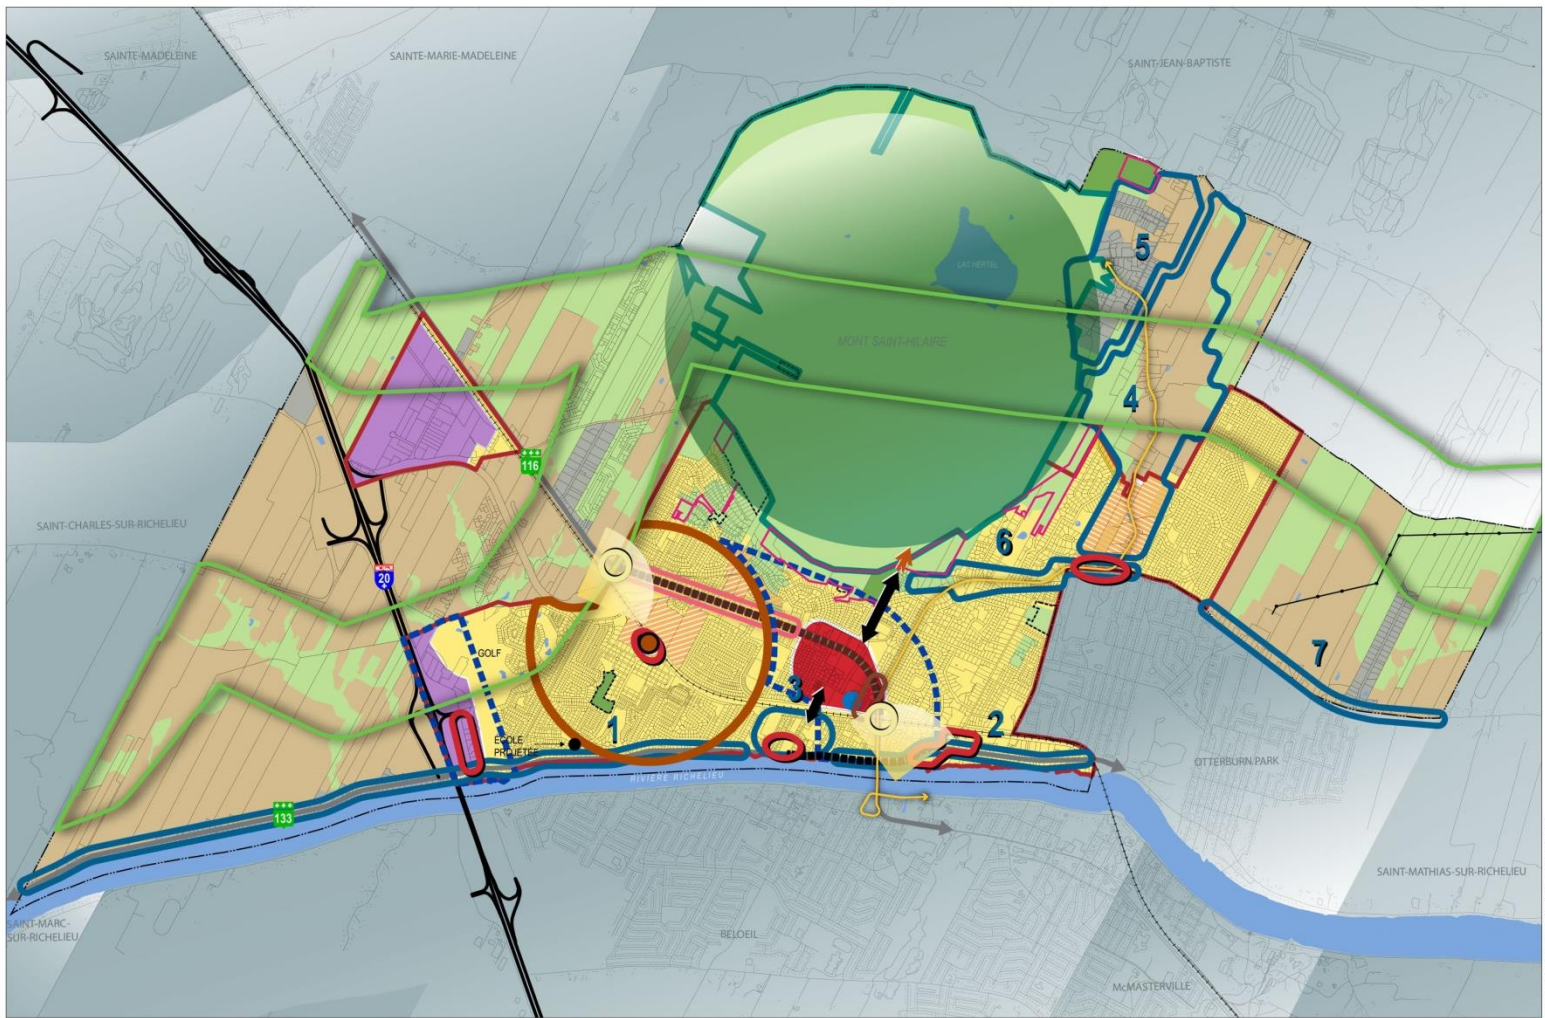 SAINTE-MADELEINE
SAINTE-MARIE-MADELEINE
SAINT-JEAN-BAPTISTE
5
LAC HERTEL
MONT SAINT-HILAIRE
4
116
SAINT-CHARLES-SUR-RICHELIEU
6
20
GOLF
7
3
1
2
ÉCOLE
PROJETÉE
RIVIÈRE RICHELIEU
OTTERBURN PARK
133
SAINT-MATHIAS-SUR-RICHELIEU
SAINT-MARC-
SUR-RICHELIEU
BELOEIL
McMASTERVILLE